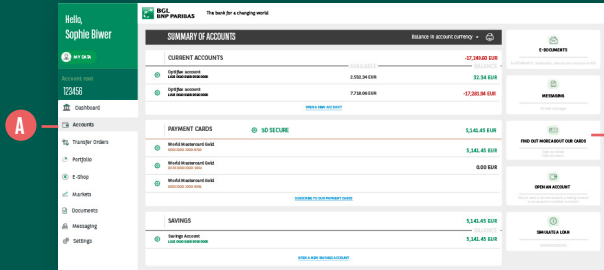 Hello,
Sophie Biwer
MY DATA
Account root
123456
Dashboard
Accounts
Transfer Orders
Portfolio
E-Shop
Markets
Documents
Messaging
Settings
A
BGL
BNP PARIBAS
The bank for a changing world
SUMMARY OF ACCOUNTS
Balance in account currency
CURRENT ACCOUNTS
-17,249.60 EUR
BALANCE
Optiflex account
2.532,34 EUR
32.34 EUR
Optiflex account
7.718,06 EUR
-17,281.94 EUR
OPEN A NEW ACCOUNT
PAYMENT CARDS
3D SECURE
5,141.45 EUR
World Mastercard Gold
5,141.45 EUR
World Mastercard Gold
0.00 EUR
World Mastercard Gold
SUBSCRIBE TO OUR PAYMENT CARDS
SAVINGS
5,141.45 EUR
BALANCE
Savings Account
5,141.45 EUR
OPEN A NEW SAVINGS ACCOUNT
E-DOCUMENTS
MESSAGING
FIND OUT MORE ABOUT OUR CARDS
OPEN AN ACCOUNT
SIMULATE A LOAN